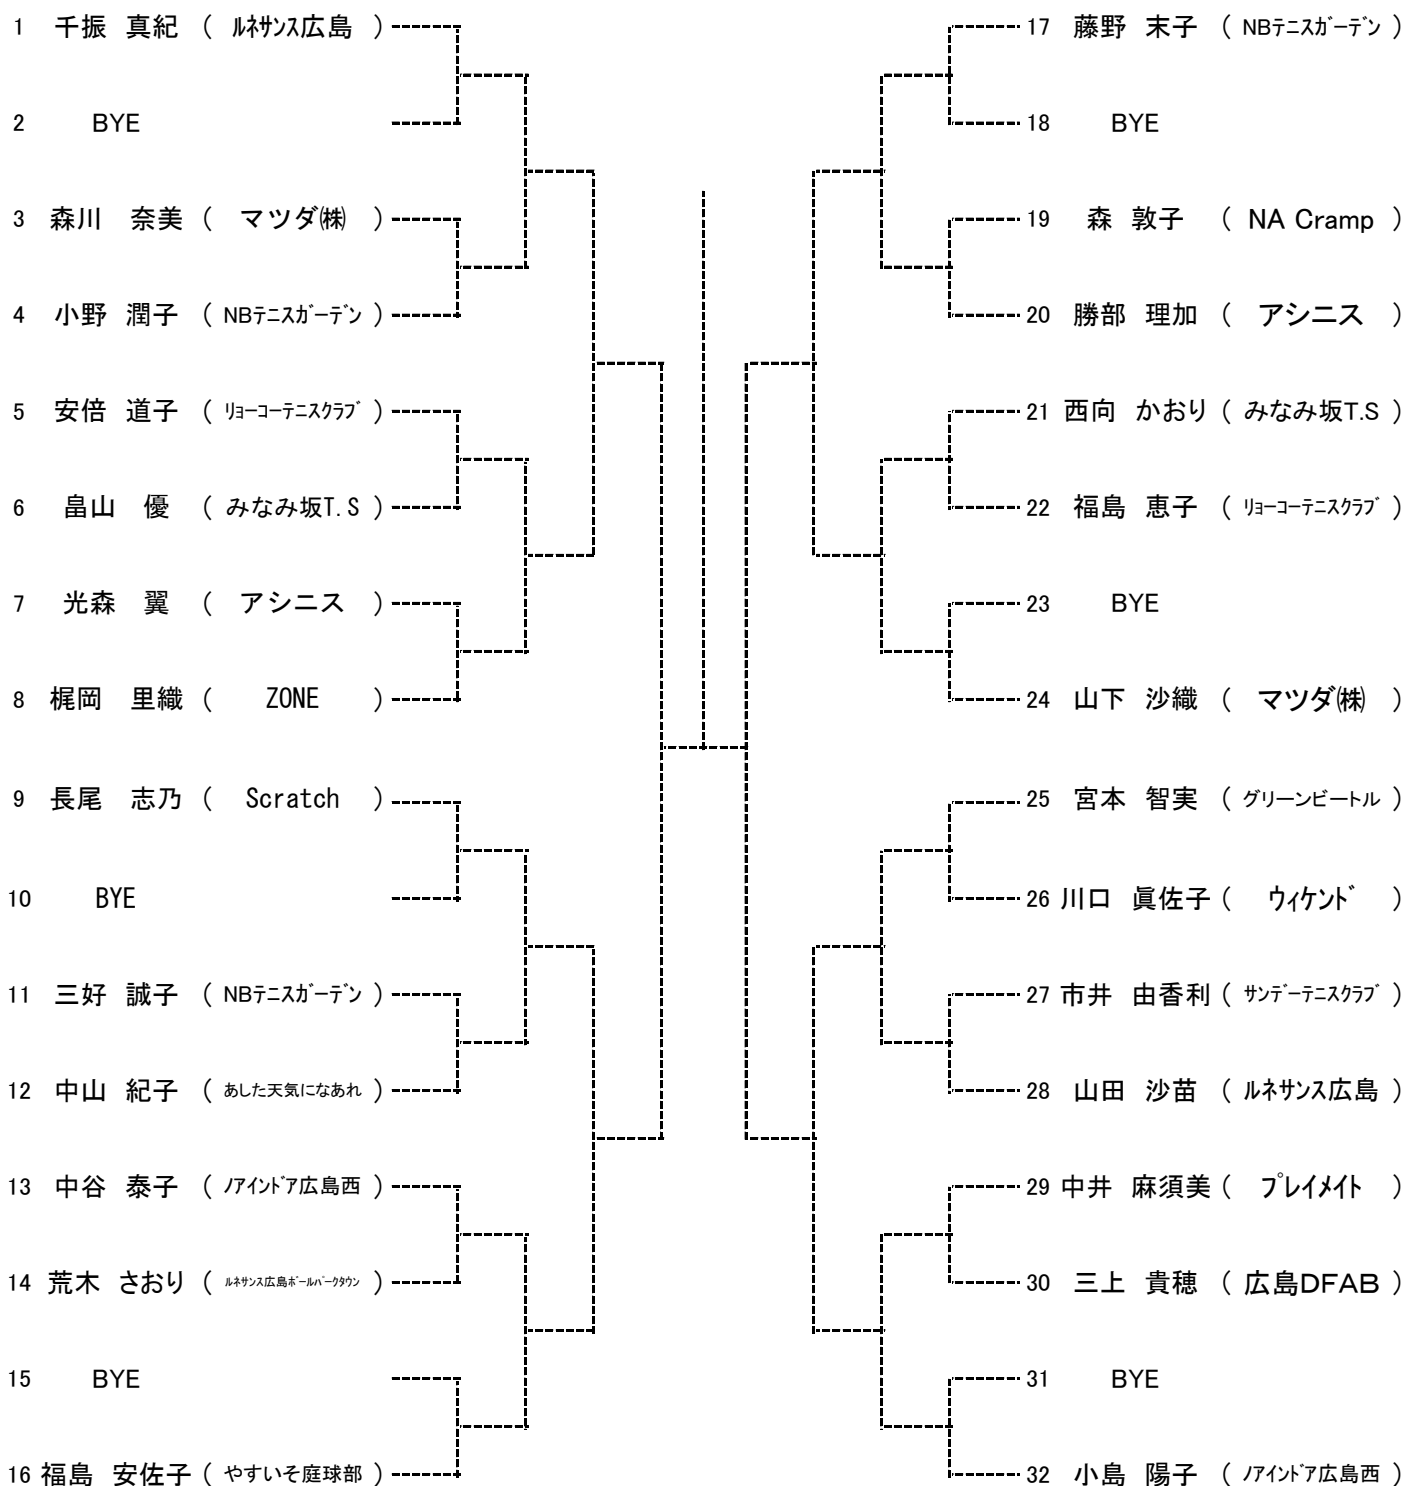 1 千振 真紀 ( ﾙﾈｻﾝｽ広島 )
2 BYE
3 森川 奈美 ( マツダ㈱ )
4 小野 潤子 ( NBﾃﾆｽｶﾞｰﾃﾞﾝ )
5 安倍 道子 ( ﾘｮｰｺｰﾃﾆｽｸﾗﾌﾞ )
6 畠山 優 ( みなみ坂T.S )
7 光森 翼 ( アシニス )
8 梶岡 里織 ( ZONE )
9 長尾 志乃 ( Scratch )
10 BYE
11 三好 誠子 ( NBﾃﾆｽｶﾞｰﾃﾞﾝ )
12 中山 紀子 ( あした天気になあれ )
13 中谷 泰子 ( ﾉｱｲﾝﾄﾞｱ広島西 )
14 荒木 さおり ( ﾙﾈｻﾝｽ広島ﾎﾞｰﾙﾊﾟｰｸﾀｳﾝ )
15 BYE
16 福島 安佐子 ( やすいそ庭球部 )
17 藤野 末子 ( NBﾃﾆｽｶﾞｰﾃﾞﾝ )
18 BYE
19 森 敦子 ( NA Cramp )
20 勝部 理加 ( アシニス )
21 西向 かおり ( みなみ坂T.S )
22 福島 恵子 ( ﾘｮｰｺｰﾃﾆｽｸﾗﾌﾞ )
23 BYE
24 山下 沙織 ( マツダ㈱ )
25 宮本 智実 ( グリーンビートル )
26 川口 眞佐子 ( ｳｨｹﾝﾄﾞ )
27 市井 由香利 ( ｻﾝﾃﾞｰﾃﾆｽｸﾗﾌﾞ )
28 山田 沙苗 ( ﾙﾈｻﾝｽ広島 )
29 中井 麻須美 ( ﾌﾟﾚｲﾒｲﾄ )
30 三上 貴穂 ( 広島DFAB )
31 BYE
32 小島 陽子 ( ﾉｱｲﾝﾄﾞｱ広島西 )